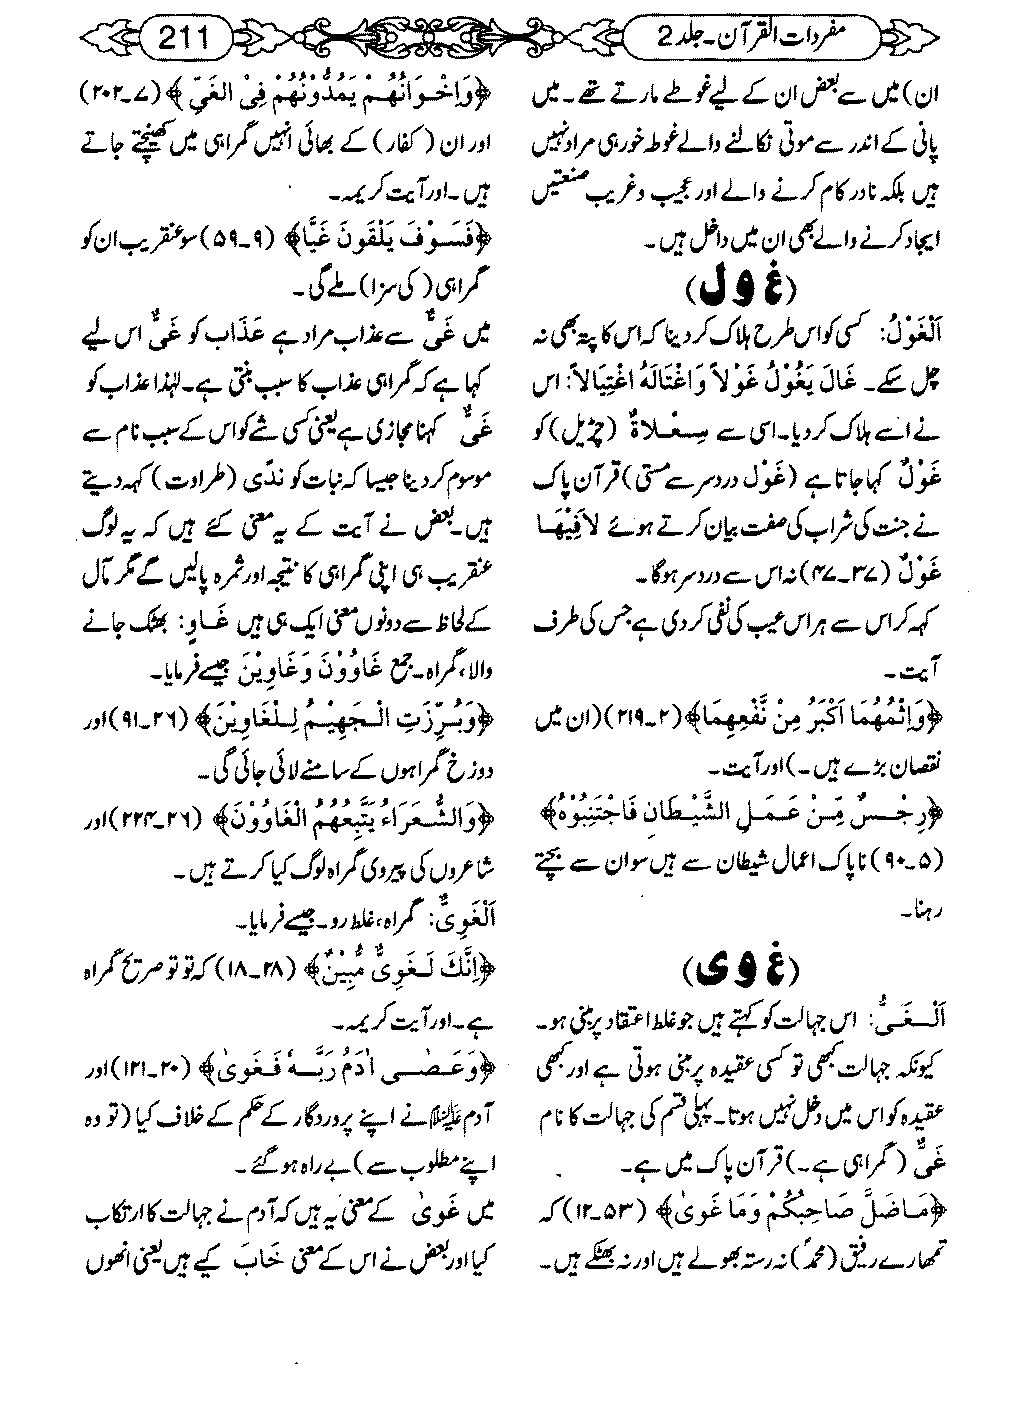 مفردات القرآن۔جلد 2
211
ان) میں سے بعض ان کے لیے غوطے مارتے تھے۔ میں
پانی کے اندر سے موتی نکالنے والے غوطہ خور ہی مراد نہیں
ہیں بلکہ نادر کام کرنے والے اور عجیب و غریب صنعتیں
ایجاد کرنے والے بھی ان میں داخل ہیں۔
(غ و ل)
اَلْغَوْلُ: کسی کو اس طرح ہلاک کر دینا کہ اس کا پتہ بھی نہ
چل سکے۔ غَالَ یَغُوْلُ غَوْلاً وَاغْتَالَهُ اغْتِیَالاً: اس
نے اسے ہلاک کر دیا۔ اسی سے سِعْلَاةٌ (چڑیل) کو
غَوْلٌ کہا جاتا ہے (غَوْل درد سر سے مستی) قرآن پاک
نے جنت کی شراب کی صفت بیان کرتے ہوئے لَا فِیْهَا
غَوْلٌ (۳۷۔۴۷) نہ اس سے درد سر ہوگا۔
کہہ کر اس سے ہر اس عیب کی نفی کر دی ہے جس کی طرف
آیت۔
﴿وَاِثْمُهُمَا اَکْبَرُ مِنْ نَّفْعِهِمَا﴾ (۲۔۲۱۹) (ان میں
نقصان بڑے ہیں۔) اور آیت۔
﴿رِجْسٌ مِّنْ عَمَلِ الشَّیْطَانِ فَاجْتَنِبُوْهُ﴾
(۵۔۹۰) ناپاک اعمال شیطان سے ہیں سو ان سے بچتے
رہنا۔
(غ و ی)
اَلْغَیُّ: اس جہالت کو کہتے ہیں جو غلط اعتقاد پر مبنی ہو۔
کیونکہ جہالت کبھی تو کسی عقیدہ پر مبنی ہوتی ہے اور کبھی
عقیدہ کو اس میں دخل نہیں ہوتا۔ پہلی قسم کی جہالت کا نام
غَیٌّ (گمراہی ہے۔) قرآن پاک میں ہے۔
﴿مَاضَلَّ صَاحِبُکُمْ وَمَا غَوٰی﴾ (۵۳۔۱۲) کہ
تمھارے رفیق (محمدؐ) نہ رستہ بھولے ہیں اور نہ بھٹکے ہیں۔
﴿وَاِخْوَانُهُمْ یَمُدُّوْنَهُمْ فِیْ الْغَیِّ﴾ (۷۔۲۰۲)
اور ان (کفار) کے بھائی انہیں گمراہی میں کھینچتے جاتے
ہیں۔ اور آیت کریمہ۔
﴿فَسَوْفَ یَلْقَوْنَ غَیًّا﴾ (۹۔۵۹) سو عنقریب ان کو
گمراہی (کی سزا) ملے گی۔
میں غَیٌّ سے عذاب مراد ہے عَذَاب کو غَیٌّ اس لیے
کہا ہے کہ گمراہی عذاب کا سبب بنتی ہے۔ لہٰذا عذاب کو
غَیٌّ کہنا مجازی ہے یعنی کسی شے کو اس کے سبب نام سے
موسوم کر دینا جیسا کہ نبات کو ندًی (طراوت) کہہ دیتے
ہیں۔ بعض نے آیت کے یہ معنی کئے ہیں کہ یہ لوگ
عنقریب ہی اپنی گمراہی کا نتیجہ اور ثمرہ پالیں گے مگر مآل
کے لحاظ سے دونوں معنی ایک ہی ہیں غَاوٍ: بھٹک جانے
والا، گمراہ۔ جمع غَاوُوْنَ وَغَاوِیْنَ جیسے فرمایا۔
﴿وَبُرِّزَتِ الْجَحِیْمُ لِلْغَاوِیْنَ﴾ (۲۶۔۹۱) اور
دوزخ گمراہوں کے سامنے لائی جائی گی۔
﴿وَالشُّعَرَاءُ یَتَّبِعُهُمُ الْغَاوُوْنَ﴾ (۲۶۔۲۲۴) اور
شاعروں کی پیروی گمراہ لوگ کیا کرتے ہیں۔
اَلْغَوِیُّ: گمراہ، غلط رو۔ جیسے فرمایا۔
﴿اِنَّكَ لَغَوِیٌّ مُّبِیْنٌ﴾ (۲۸۔۱۸) کہ تو تو صریح گمراہ
ہے۔ اور آیت کریمہ۔
﴿وَعَصٰی اٰدَمُ رَبَّهٗ فَغَوٰی﴾ (۲۰۔۱۲۱) اور
آدم علیہ السلام نے اپنے پروردگار کے حکم کے خلاف کیا (تو وہ
اپنے مطلوب سے) بے راہ ہوگئے۔
میں غَوٰی کے معنی یہ ہیں کہ آدم نے جہالت کا ارتکاب
کیا اور بعض نے اس کے معنی خَابَ کیے ہیں یعنی انھوں